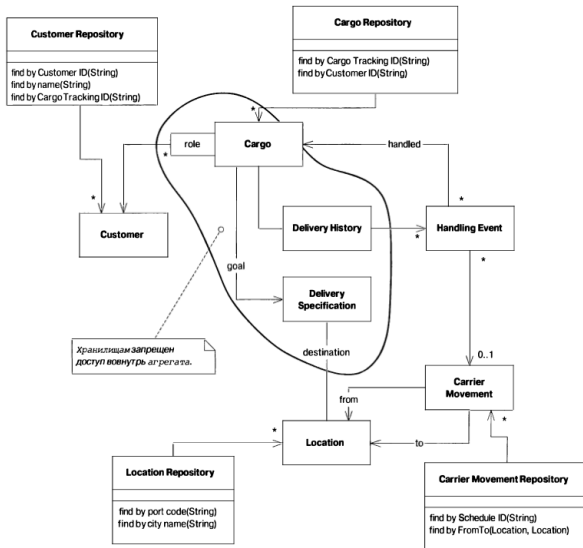 Customer Repository
find by Customer ID(String)
find by name(String)
find by Cargo Tracking ID(String)
Cargo Repository
find by Cargo Tracking ID(String)
find by Customer ID(String)
*
role
*
Cargo
handled
*
*
Customer
Delivery History
*
Handling Event
*
goal
Delivery
Specification
Хранилищам запрещен
доступ вовнутрь агрегата.
destination
0..1
Carrier
Movement
from
*
*
Location
to
Location Repository
find by port code(String)
find by city name(String)
Carrier Movement Repository
find by Schedule ID(String)
find by FromTo(Location, Location)